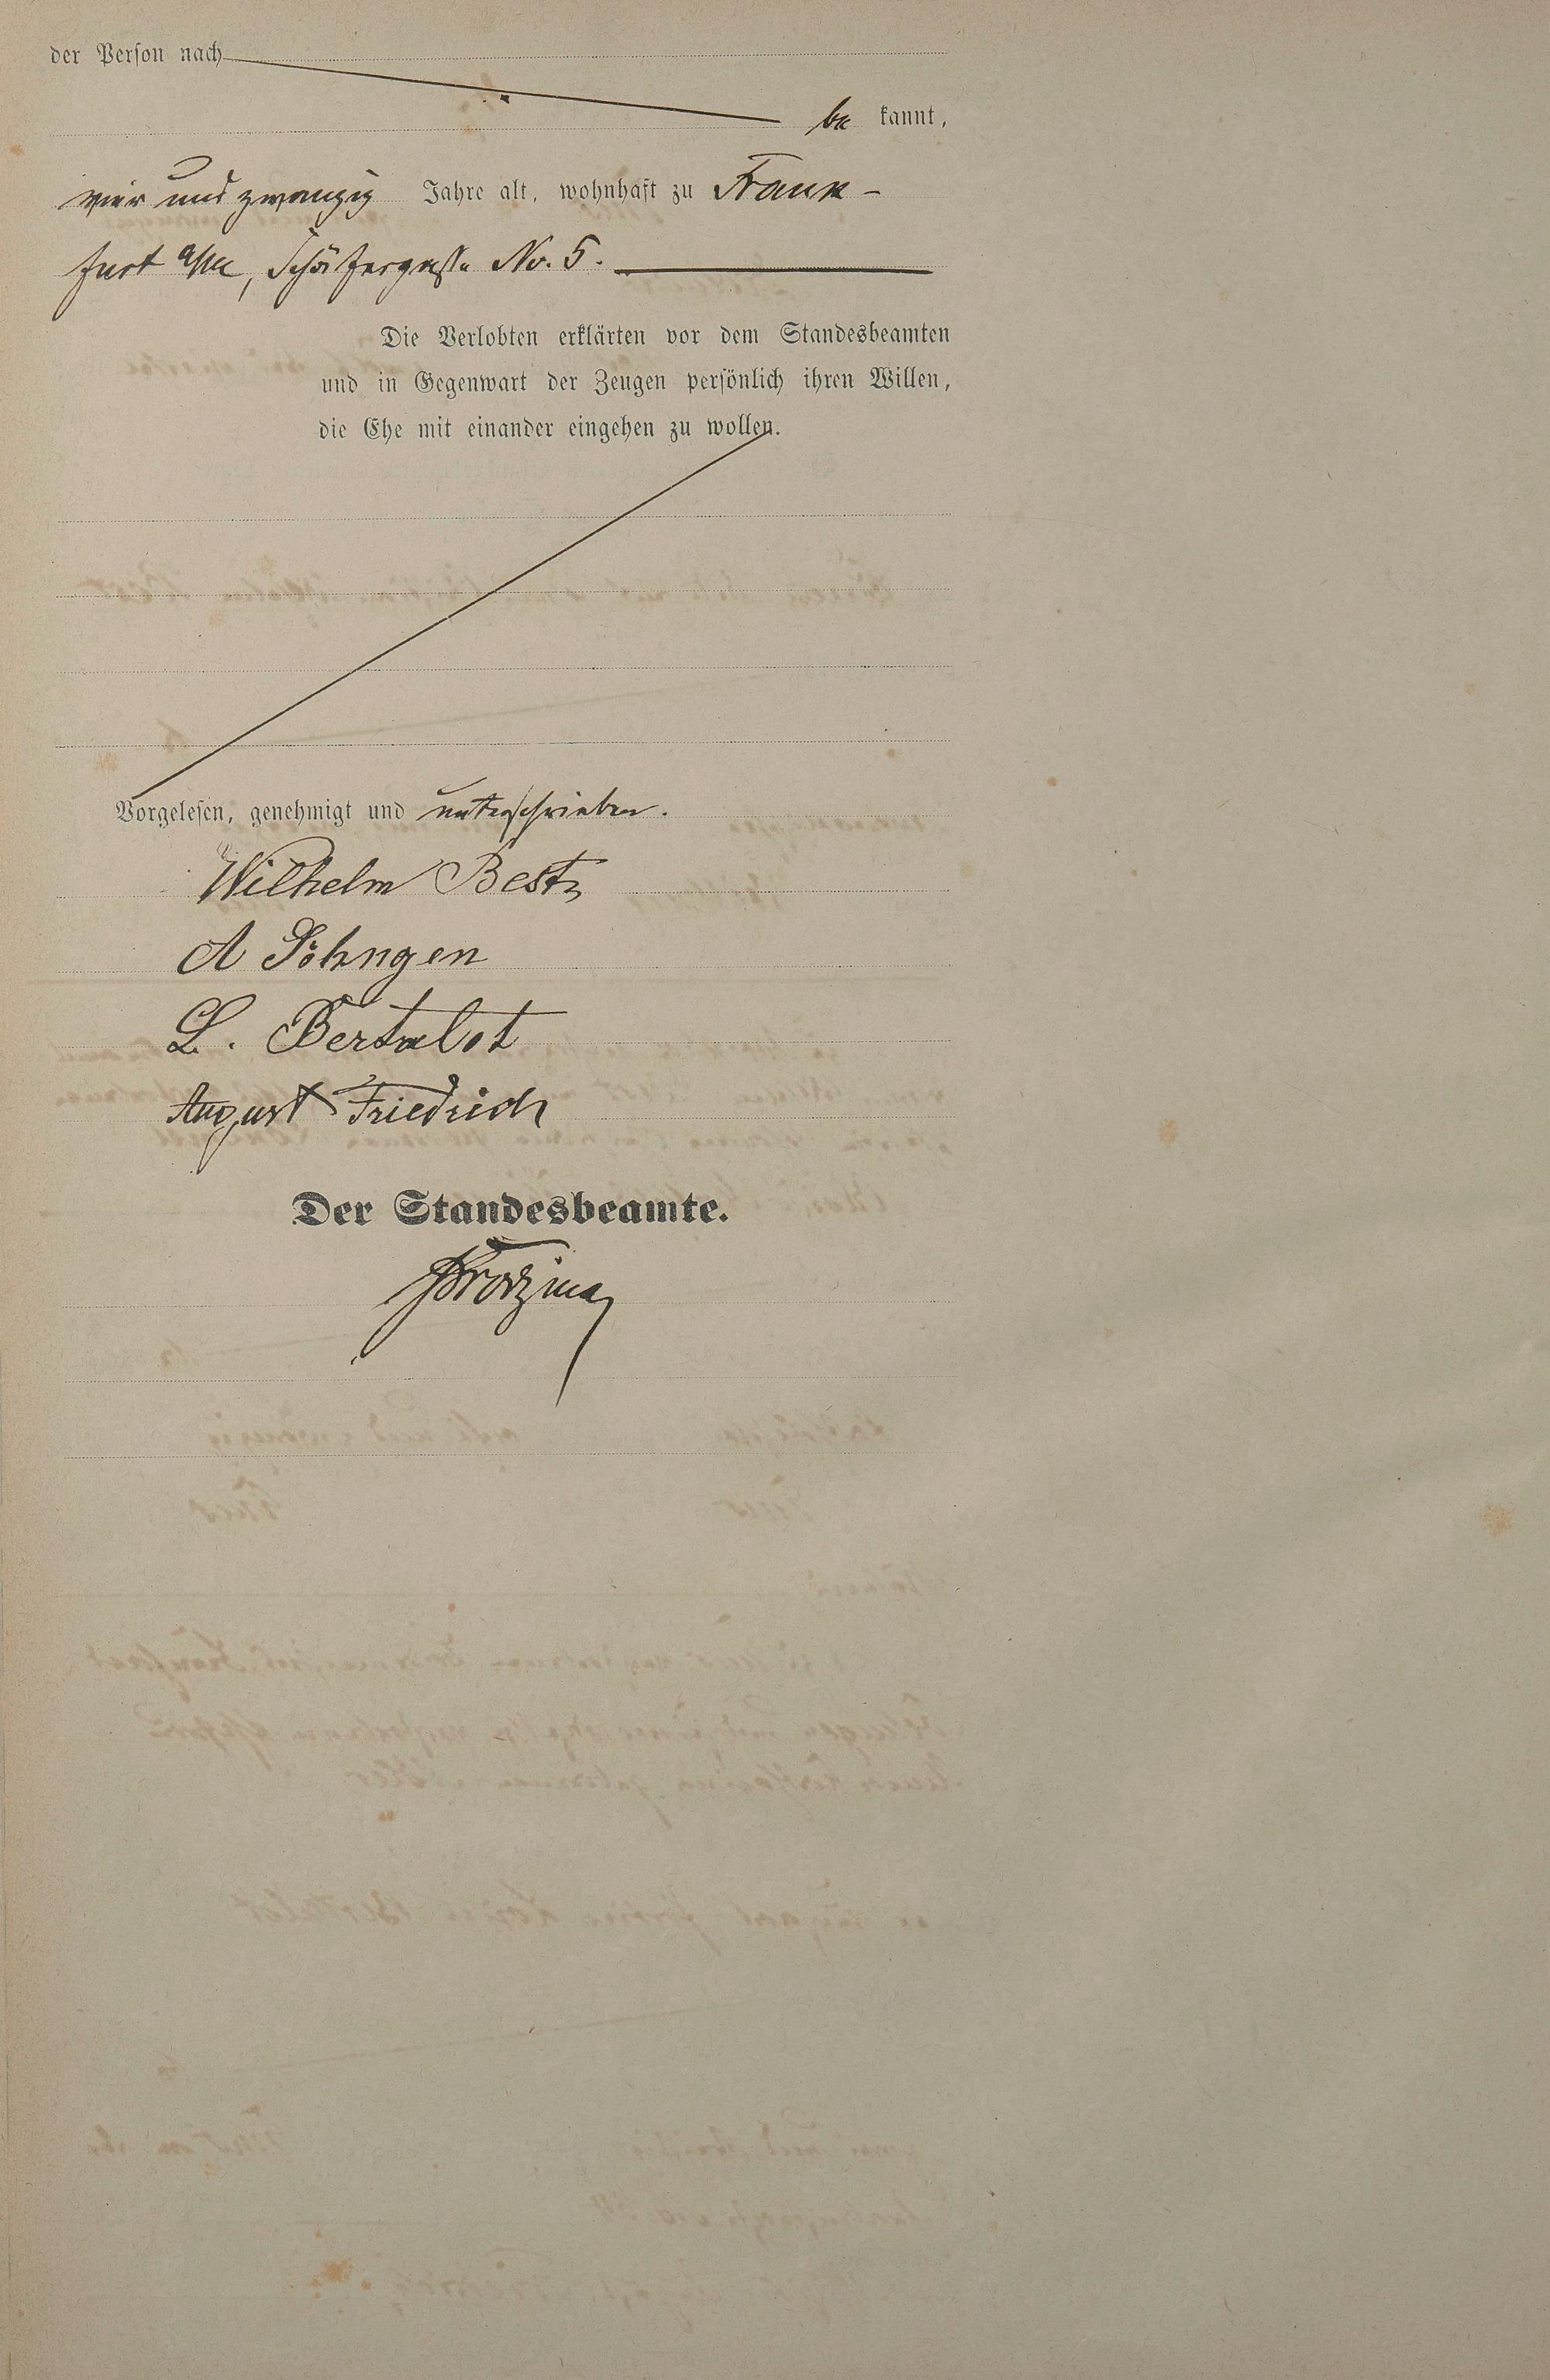 der Person nach
be kannt,
vier und zwanzig Jahre alt, wohnhaft zu Frank-
furt a/M, Schäfergasse No. 5.
Die Verlobten erklärten vor dem Standesbeamten
und in Gegenwart der Zeugen persönlich ihren Willen,
die Ehe mit einander eingehen zu wollen.
Vorgelesen, genehmigt und unterschrieben.
Wilhelm Best
A Söhngen
L. Bertalot
August Friedrich
Der Standesbeamte.